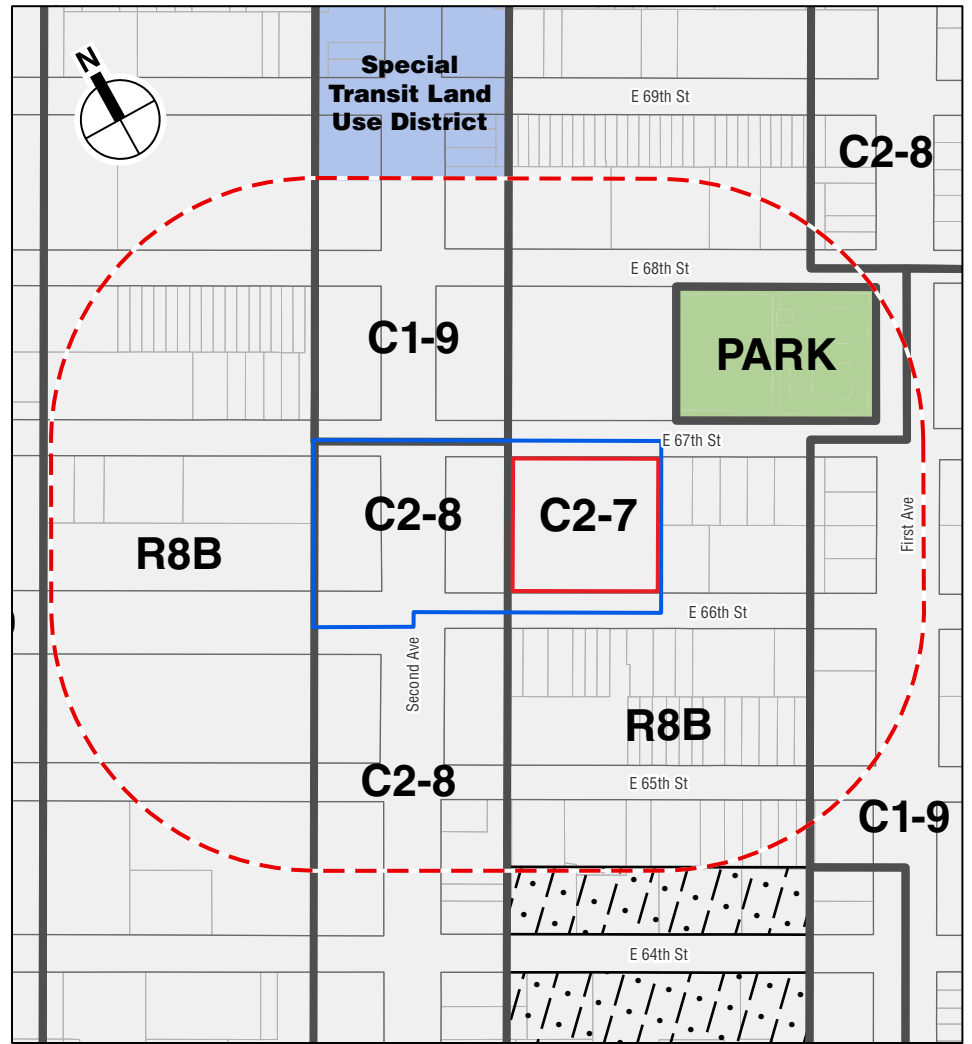 N
Special
Transit Land
Use District
E 69th St
C2-8
E 68th St
C1-9
PARK
E 67th St
C2-8
C2-7
First Ave
R8B
E 66th St
Second Ave
R8B
C2-8
E 65th St
C1-9
E 64th St